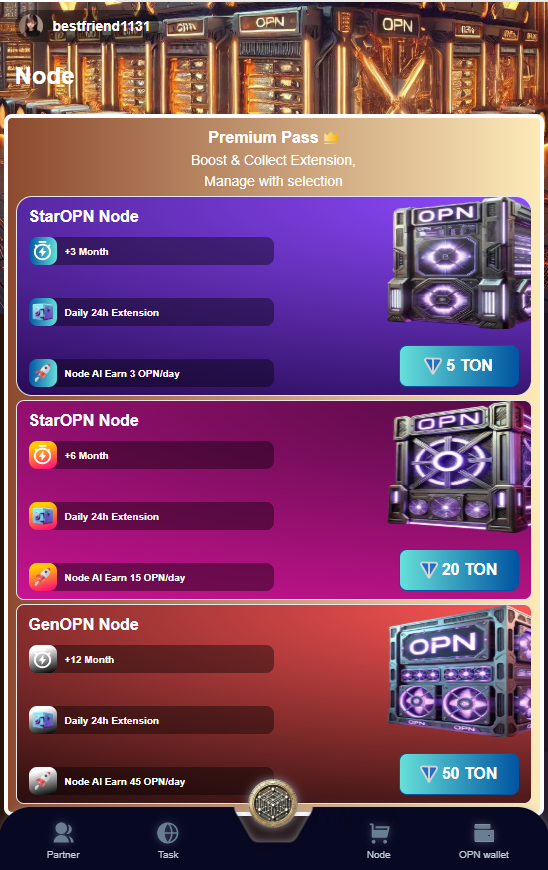 bestfriend1131
OPN
OPN
Node
Premium Pass
Boost & Collect Extension,
Manage with selection
StarOPN Node
OPN
+3 Month
Daily 24h Extension
Node AI Earn 3 OPN/day
5 TON
StarOPN Node
OPN
+6 Month
Daily 24h Extension
Node AI Earn 15 OPN/day
20 TON
GenOPN Node
OPN
+12 Month
Daily 24h Extension
OPN
Node AI Earn 45 OPN/day
50 TON
Partner
Task
Node
OPN wallet